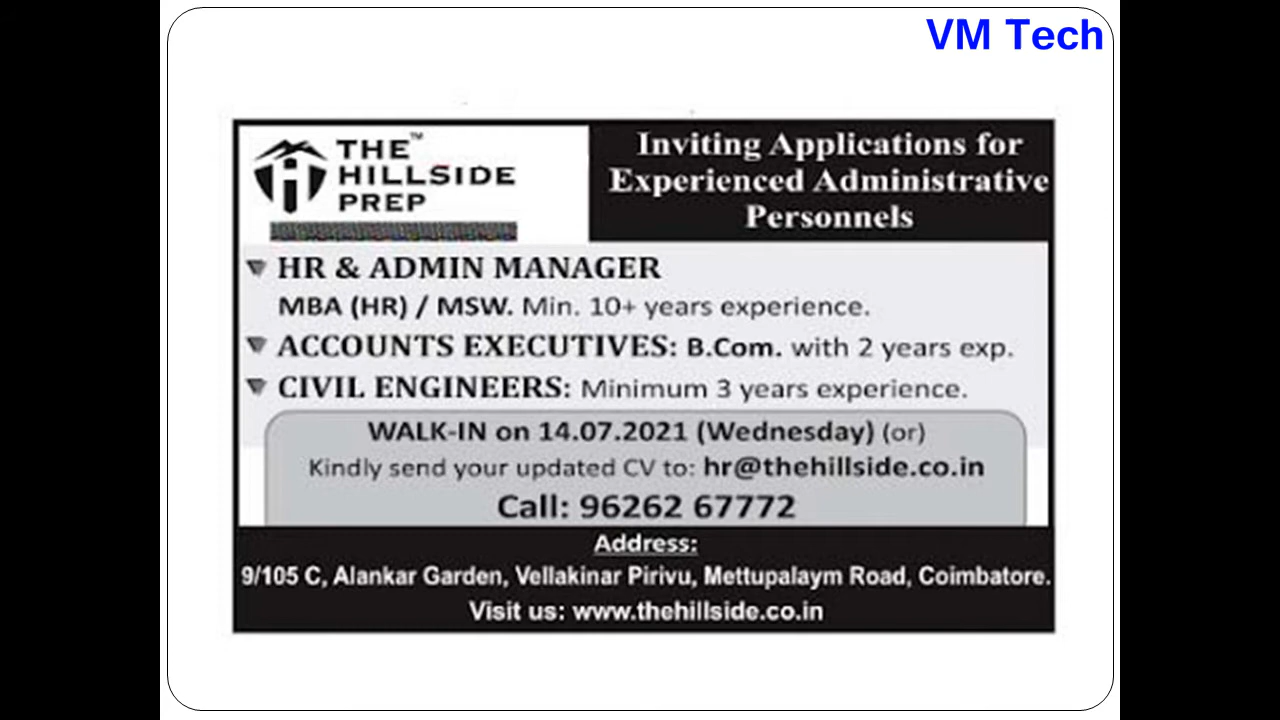 VM Tech
THE™
HILLSIDE
PREP
Inviting Applications for
Experienced Administrative
Personnels
HR & ADMIN MANAGER
MBA (HR) / MSW. Min. 10+ years experience.
ACCOUNTS EXECUTIVES: B.Com. with 2 years exp.
CIVIL ENGINEERS: Minimum 3 years experience.
WALK-IN on 14.07.2021 (Wednesday) (or)
Kindly send your updated CV to: hr@thehillside.co.in
Call: 96262 67772
Address:
9/105 C, Alankar Garden, Vellakinar Pirivu, Mettupalaym Road, Coimbatore.
Visit us: www.thehillside.co.in